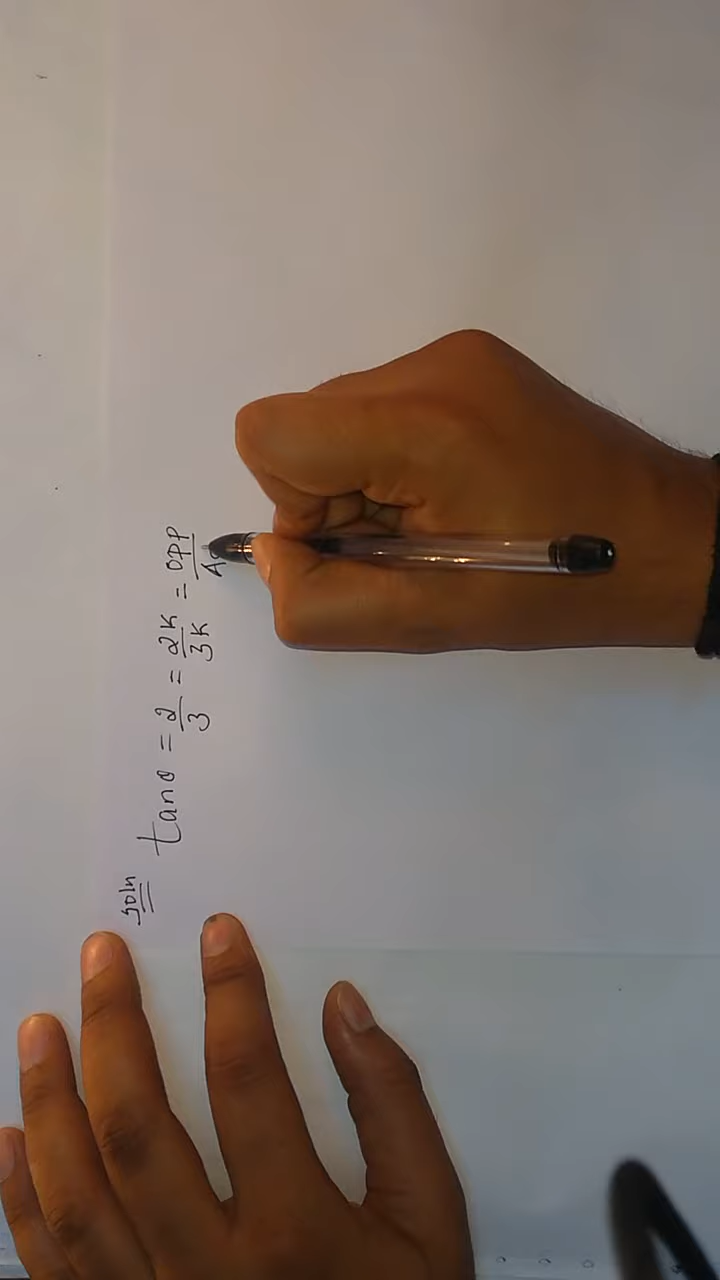 Soln
tanθ = 2/3 = 2K/3K = OPP/A